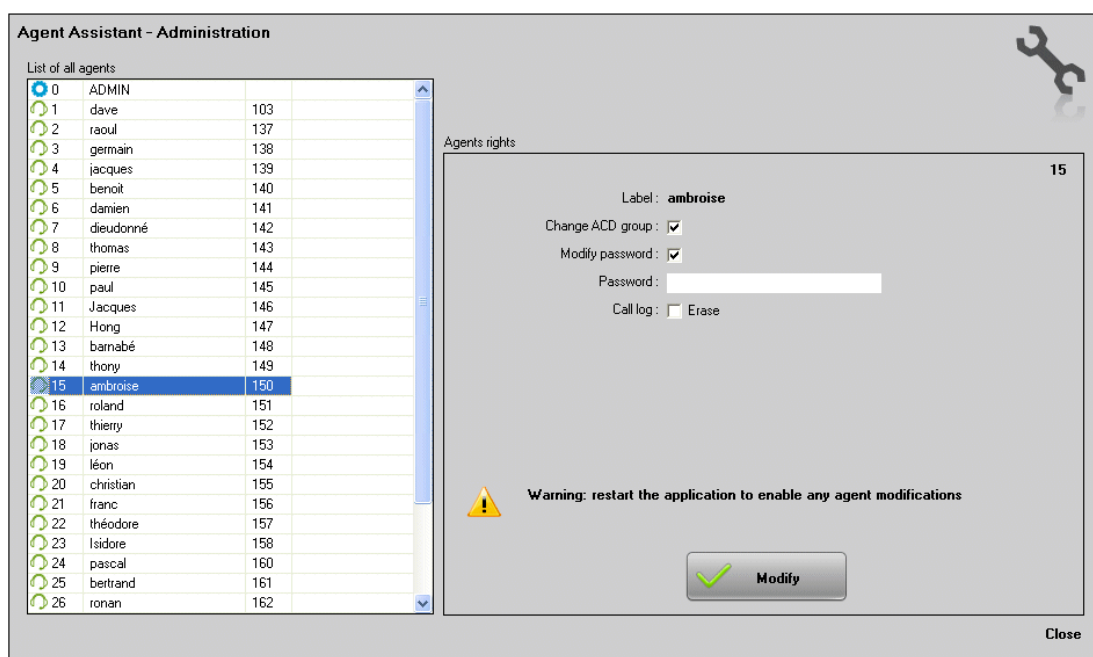 Agent Assistant - Administration
List of all agents
0 ADMIN
1 dave 103
2 raoul 137
3 germain 138
4 jacques 139
5 benoit 140
6 damien 141
7 dieudonné 142
8 thomas 143
9 pierre 144
10 paul 145
11 Jacques 146
12 Hong 147
13 barnabé 148
14 thony 149
15 ambroise 150
16 roland 151
17 thierry 152
18 jonas 153
19 léon 154
20 christian 155
21 franc 156
22 théodore 157
23 Isidore 158
24 pascal 160
25 bertrand 161
26 ronan 162
Agents rights
15
Label : ambroise
Change ACD group :
Modify password :
Password :
Call log : Erase
Warning: restart the application to enable any agent modifications
Modify
Close